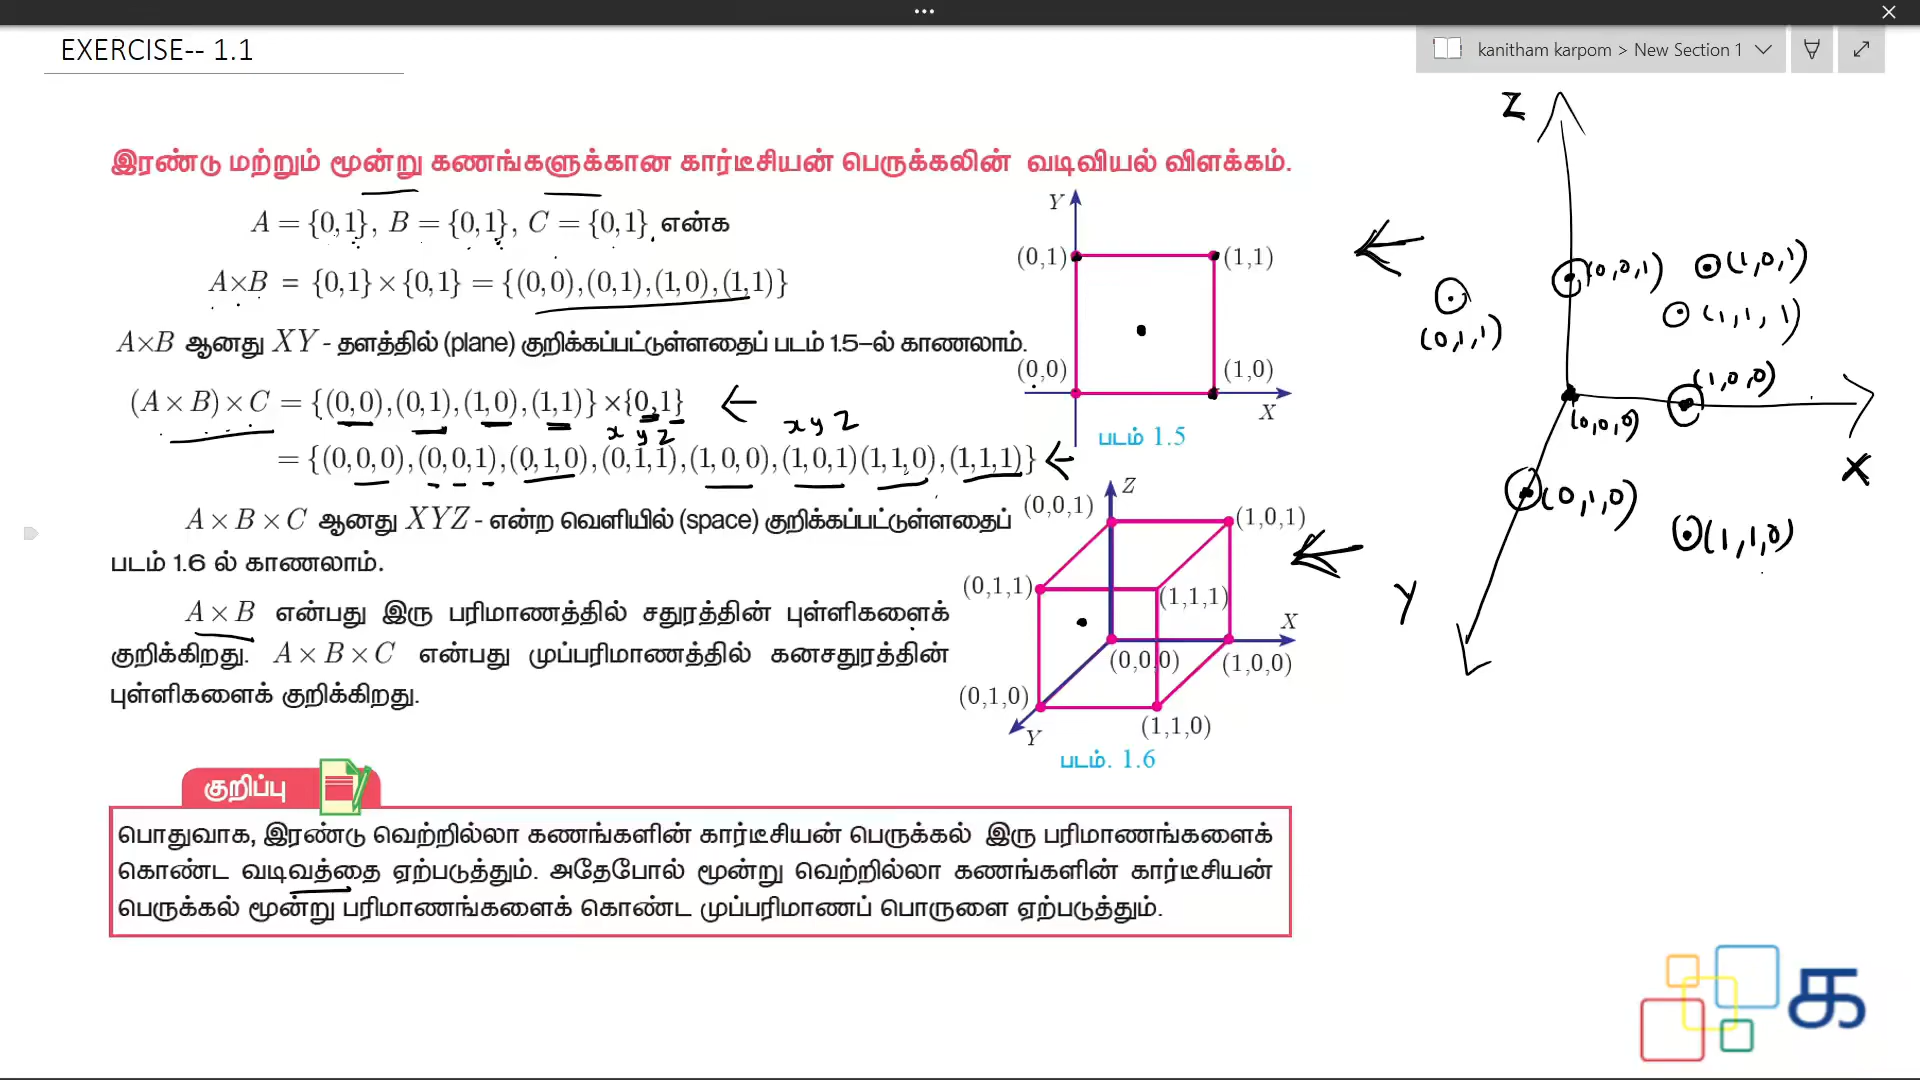 EXERCISE-- 1.1
kanitham karpom > New Section 1
இரண்டு மற்றும் மூன்று கணங்களுக்கான கார்டீசியன் பெருக்கலின் வடிவியல் விளக்கம்.
A = {0,1}, B = {0,1}, C = {0,1} என்க
A×B = {0,1}×{0,1} = {(0,0),(0,1),(1,0),(1,1)}
A×B ஆனது XY - தளத்தில் (plane) குறிக்கப்பட்டுள்ளதைப் படம் 1.5–ல் காணலாம்.
(A×B)×C = {(0,0),(0,1),(1,0),(1,1)}×{0,1}
x y z
x y z
= {(0,0,0),(0,0,1),(0,1,0),(0,1,1),(1,0,0),(1,0,1)(1,1,0),(1,1,1)}
A×B×C ஆனது XYZ - என்ற வெளியில் (space) குறிக்கப்பட்டுள்ளதைப்
படம் 1.6 ல் காணலாம்.
A×B என்பது இரு பரிமாணத்தில் சதுரத்தின் புள்ளிகளைக்
குறிக்கிறது. A×B×C என்பது முப்பரிமாணத்தில் கனசதுரத்தின்
புள்ளிகளைக் குறிக்கிறது.
Y
(0,1) (1,1)
(0,0) (1,0)
X
படம் 1.5
Z
(0,0,1) (1,0,1)
(0,1,1) (1,1,1)
X
(0,0,0) (1,0,0)
(0,1,0) (1,1,0)
Y
படம். 1.6
Z
(0,0,1) (1,0,1)
(0,1,1) (1,1,1)
(1,0,0)
(0,0,0)
X
(0,1,0)
(1,1,0)
Y
குறிப்பு
பொதுவாக, இரண்டு வெற்றில்லா கணங்களின் கார்டீசியன் பெருக்கல் இரு பரிமாணங்களைக்
கொண்ட வடிவத்தை ஏற்படுத்தும். அதேபோல் மூன்று வெற்றில்லா கணங்களின் கார்டீசியன்
பெருக்கல் மூன்று பரிமாணங்களைக் கொண்ட முப்பரிமாணப் பொருளை ஏற்படுத்தும்.
க